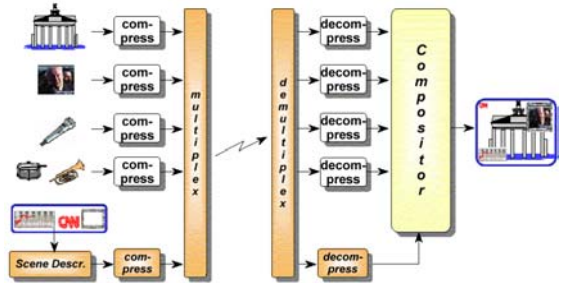 com-
press
com-
press
com-
press
com-
press
CNN
Scene Descr.
com-
press
multiplex
demultiplex
decom-
press
decom-
press
decom-
press
decom-
press
decom-
press
Compositor